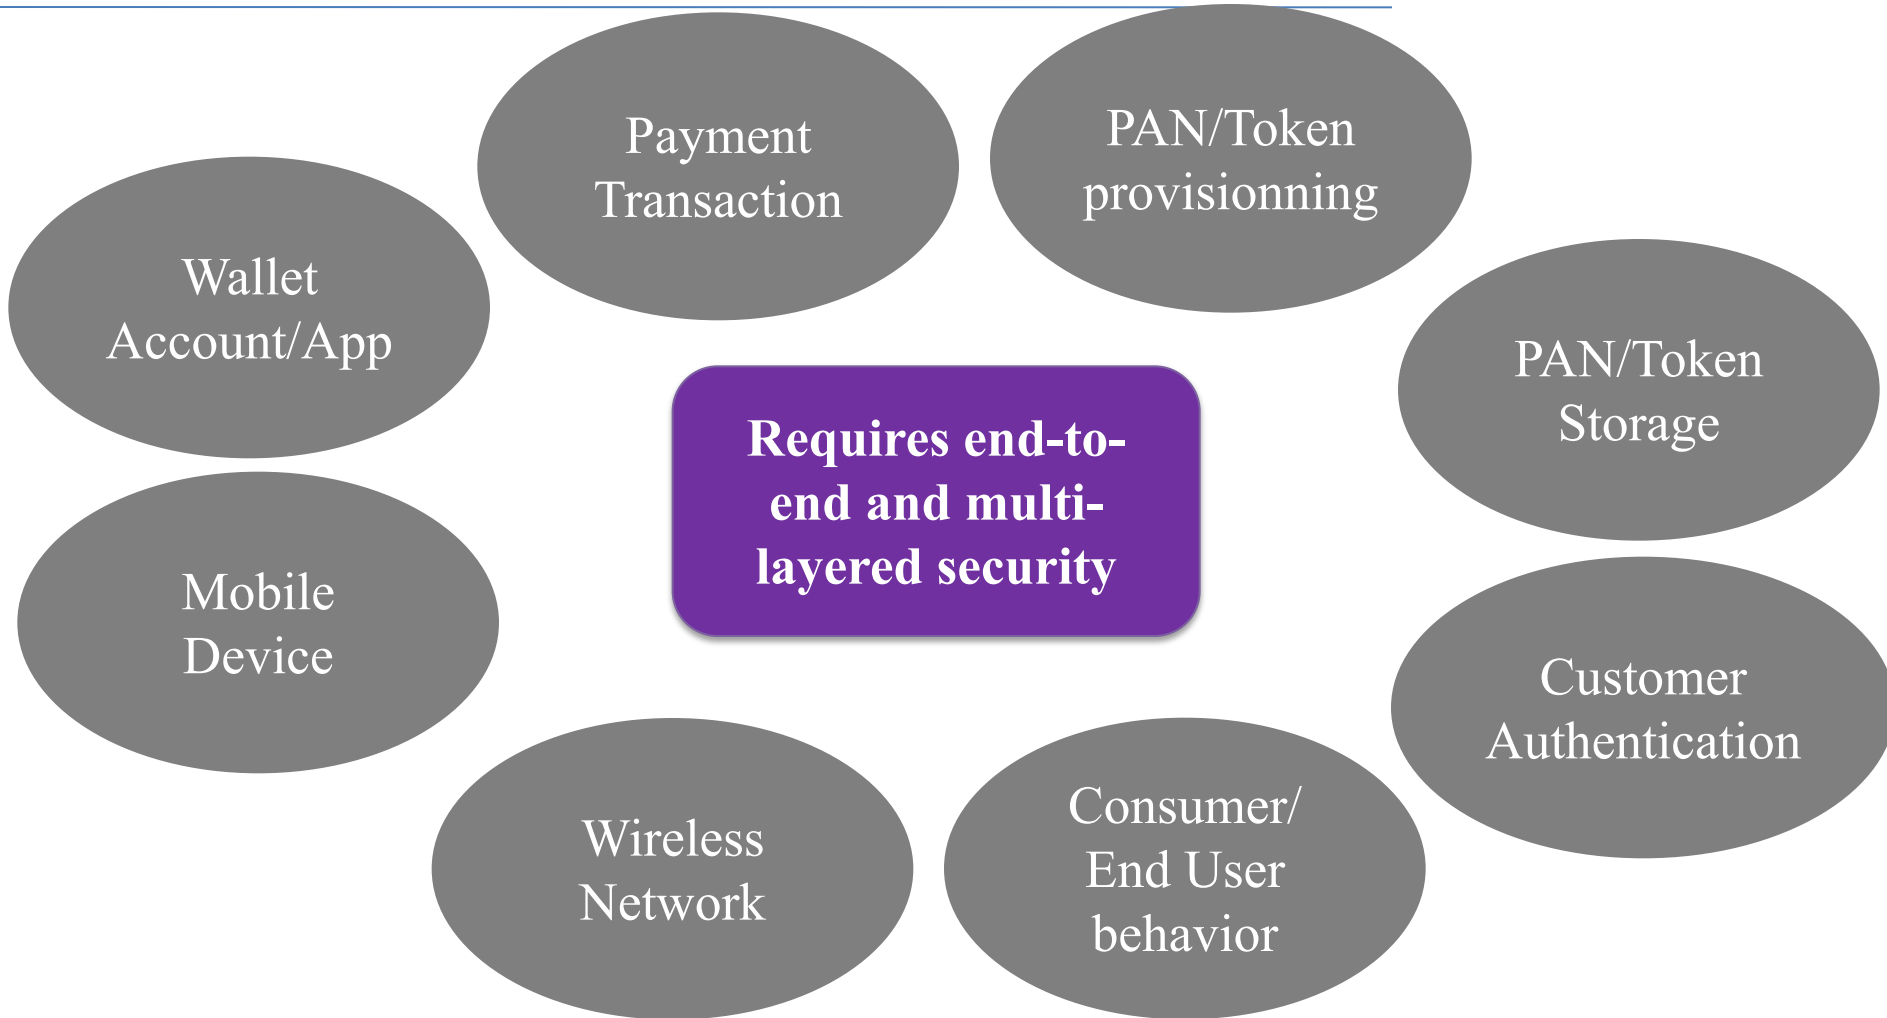 Payment
Transaction
PAN/Token
provisionning
Wallet
Account/App
PAN/Token
Storage
Requires end-to-
end and multi-
layered security
Mobile
Device
Customer
Authentication
Wireless
Network
Consumer/
End User
behavior